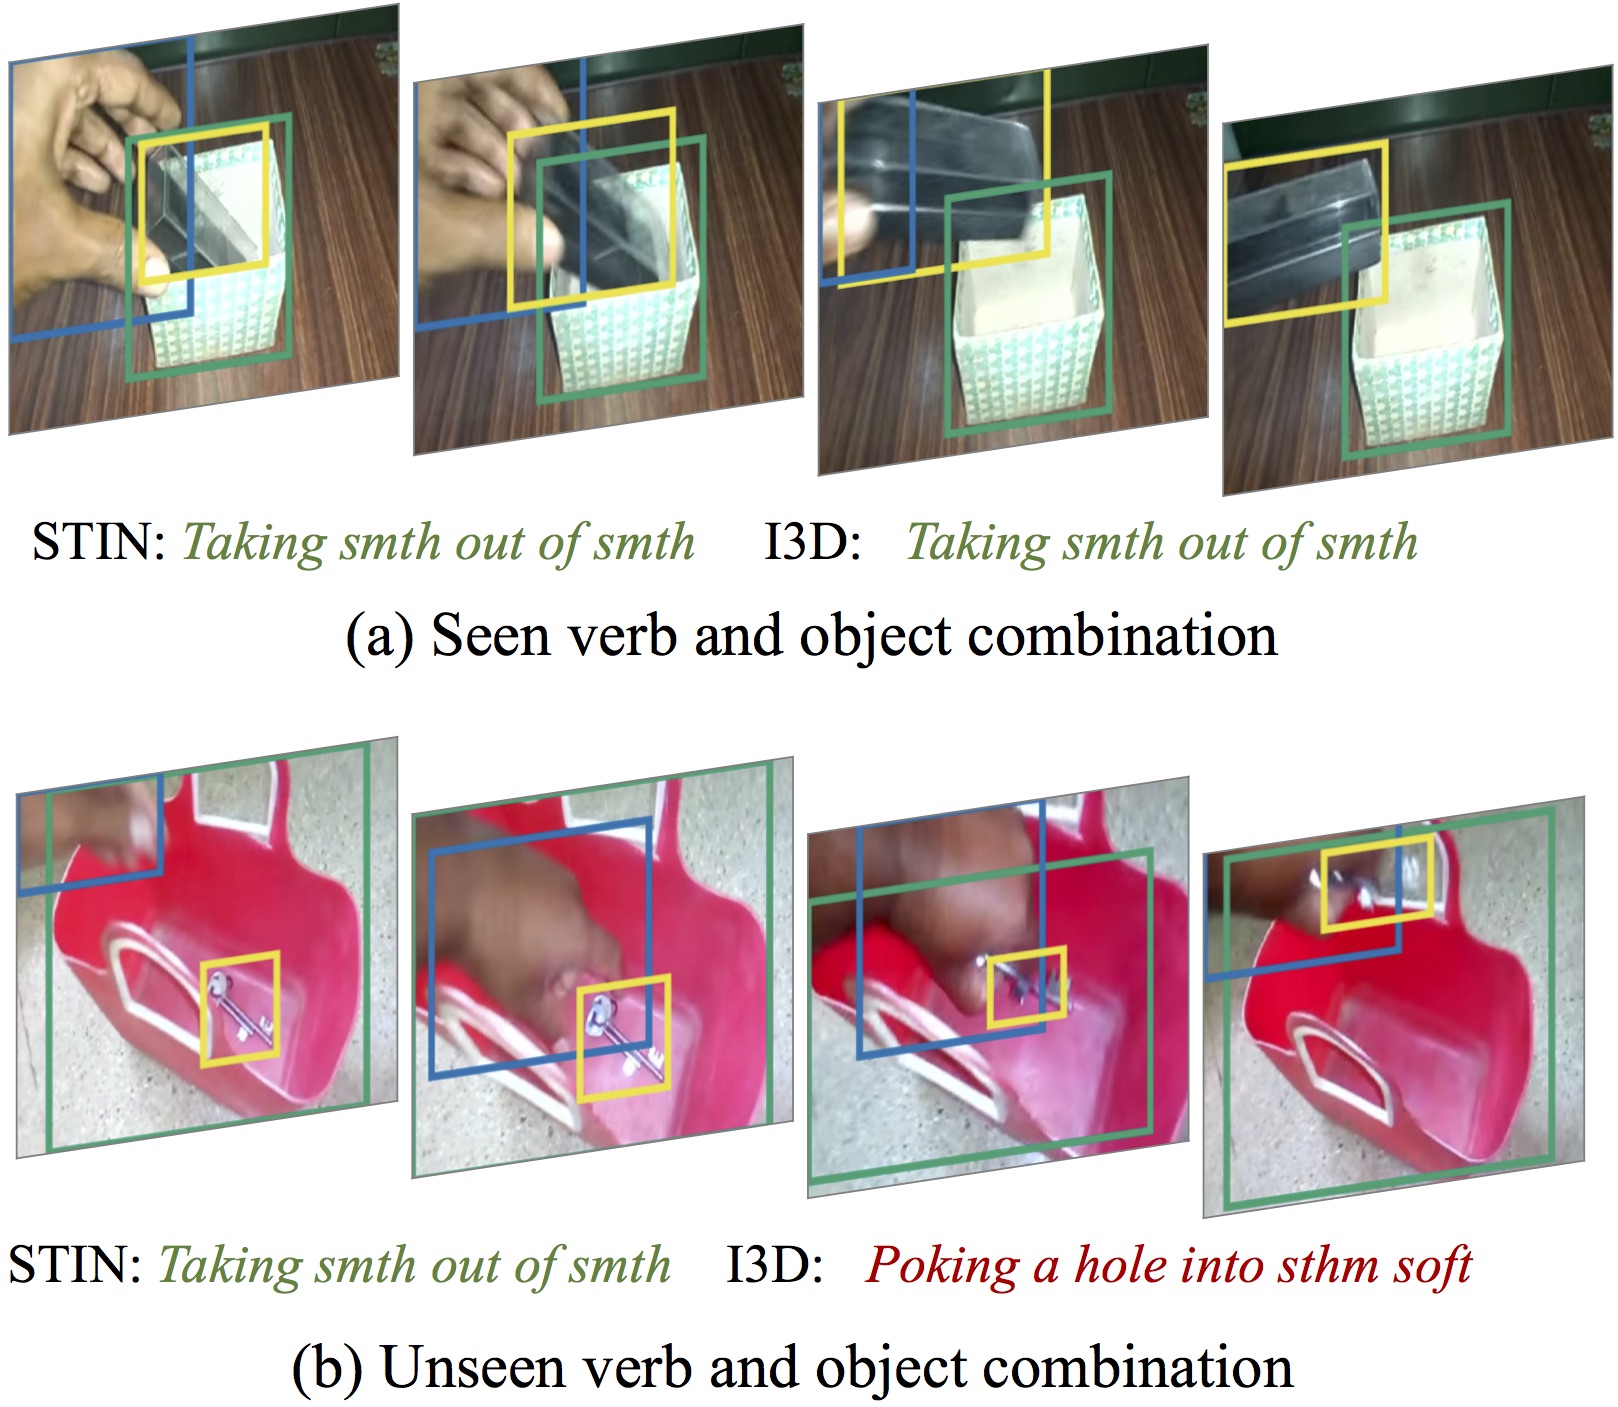 STIN: Taking smth out of smth I3D: Taking smth out of smth
(a) Seen verb and object combination
STIN: Taking smth out of smth I3D: Poking a hole into sthm soft
(b) Unseen verb and object combination